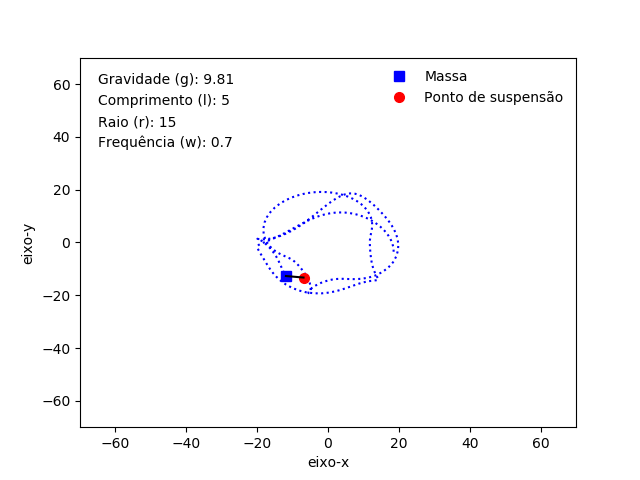 Gravidade (g): 9.81
Comprimento (l): 5
Raio (r): 15
Frequência (w): 0.7
Massa
Ponto de suspensão
60
40
20
0
−20
−40
−60
eixo-y
−60 −40 −20 0 20 40 60
eixo-x